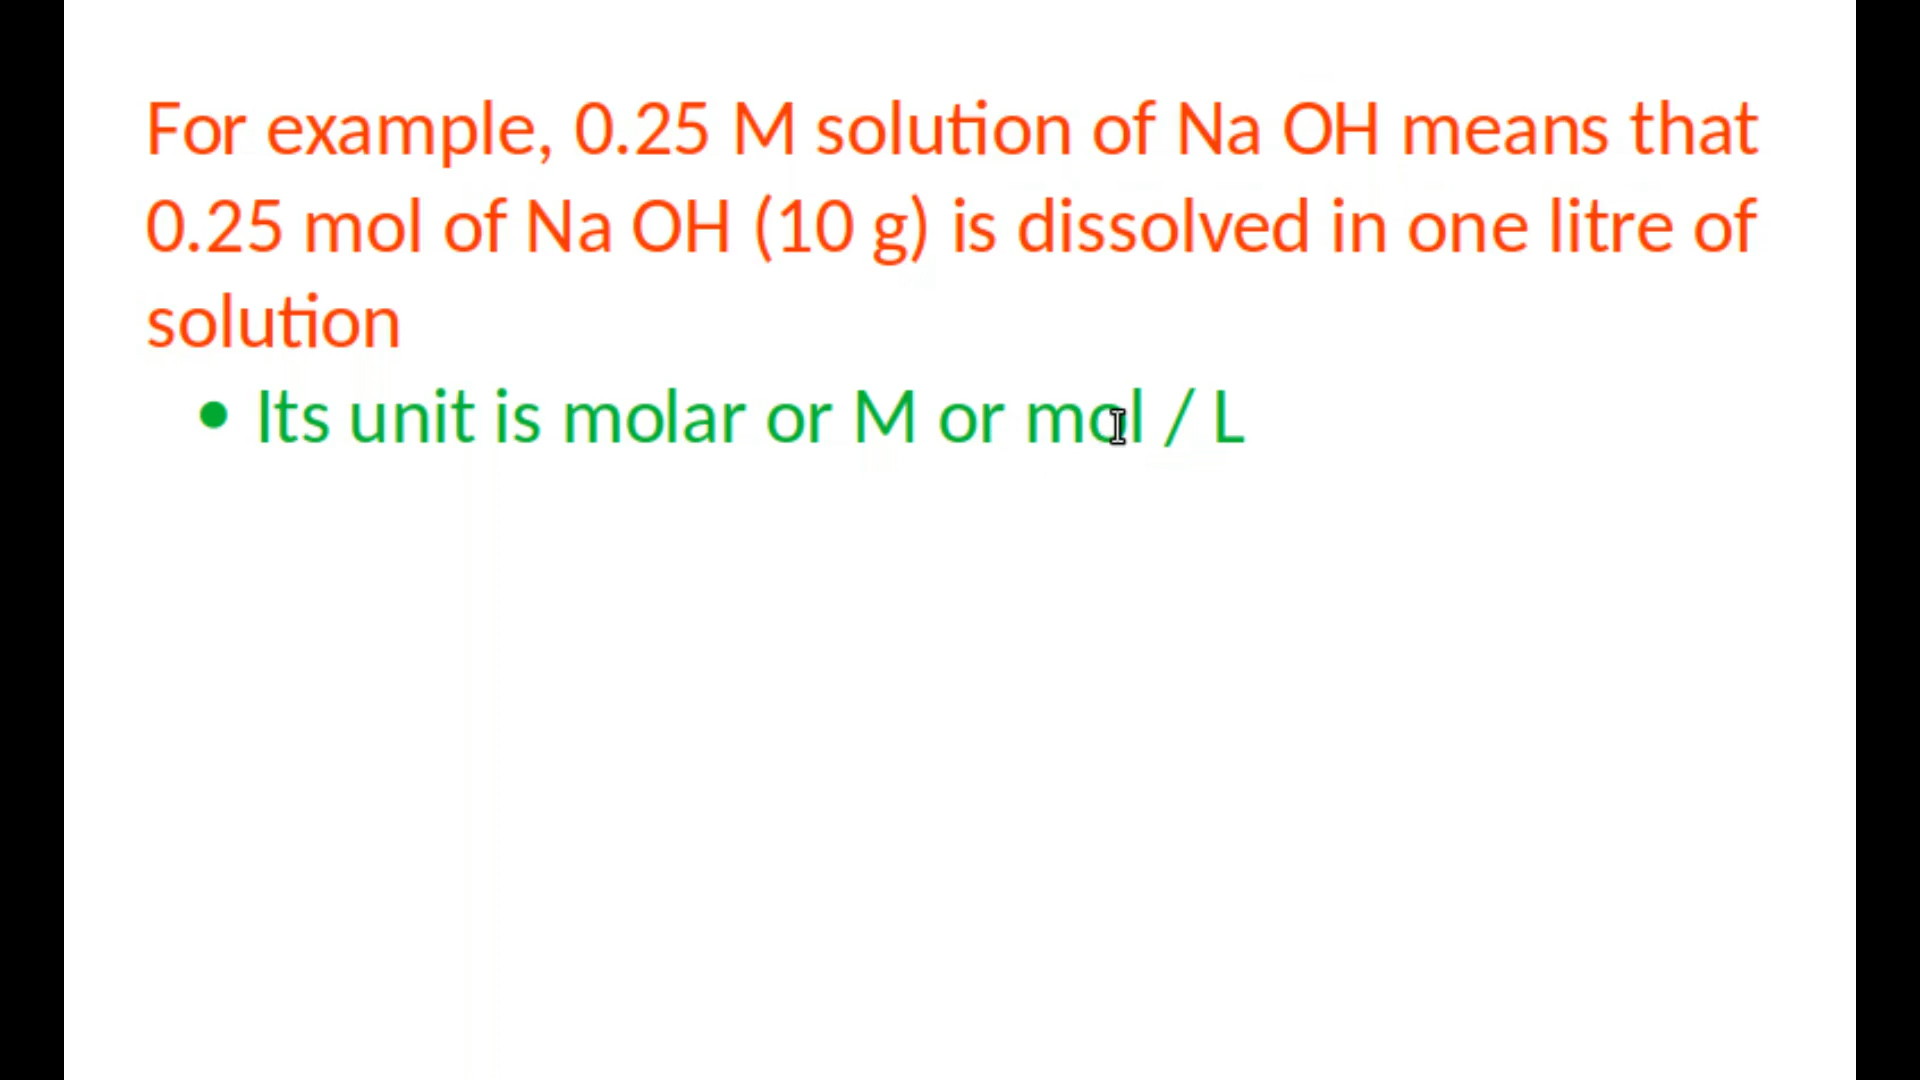 For example, 0.25 M solution of Na OH means that
0.25 mol of Na OH (10 g) is dissolved in one litre of
solution
• Its unit is molar or M or mol / L